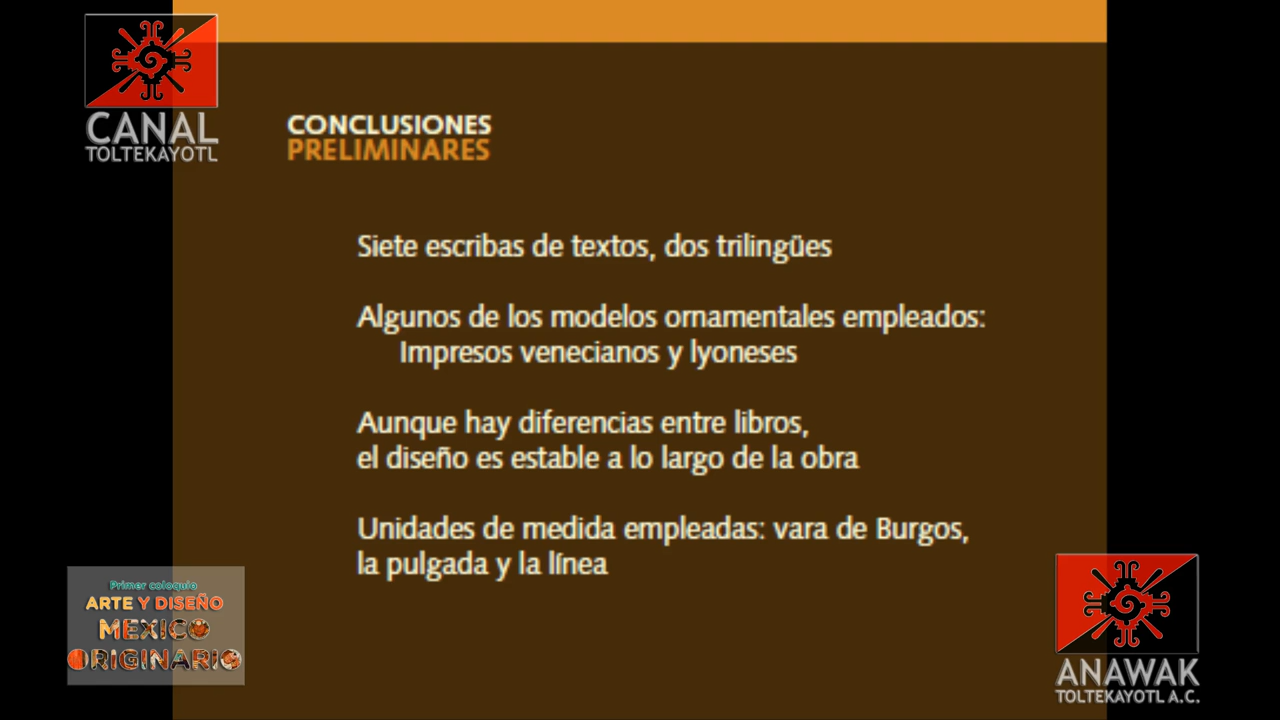 CANAL
TOLTEKAYOTL
CONCLUSIONES
PRELIMINARES
Siete escribas de textos, dos trilingües
Algunos de los modelos ornamentales empleados:
Impresos venecianos y lyoneses
Aunque hay diferencias entre libros,
el diseño es estable a lo largo de la obra
Unidades de medida empleadas: vara de Burgos,
la pulgada y la línea
Primer coloquio
ARTE Y DISEÑO
MEXICO
ORIGINARIO
ANAWAK
TOLTEKAYOTL A.C.